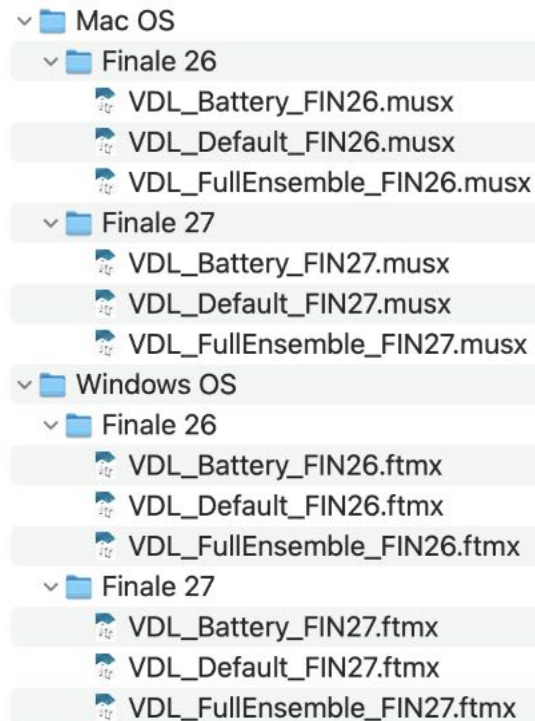 Mac OS
Finale 26
VDL_Battery_FIN26.musx
VDL_Default_FIN26.musx
VDL_FullEnsemble_FIN26.musx
Finale 27
VDL_Battery_FIN27.musx
VDL_Default_FIN27.musx
VDL_FullEnsemble_FIN27.musx
Windows OS
Finale 26
VDL_Battery_FIN26.ftmx
VDL_Default_FIN26.ftmx
VDL_FullEnsemble_FIN26.ftmx
Finale 27
VDL_Battery_FIN27.ftmx
VDL_Default_FIN27.ftmx
VDL_FullEnsemble_FIN27.ftmx